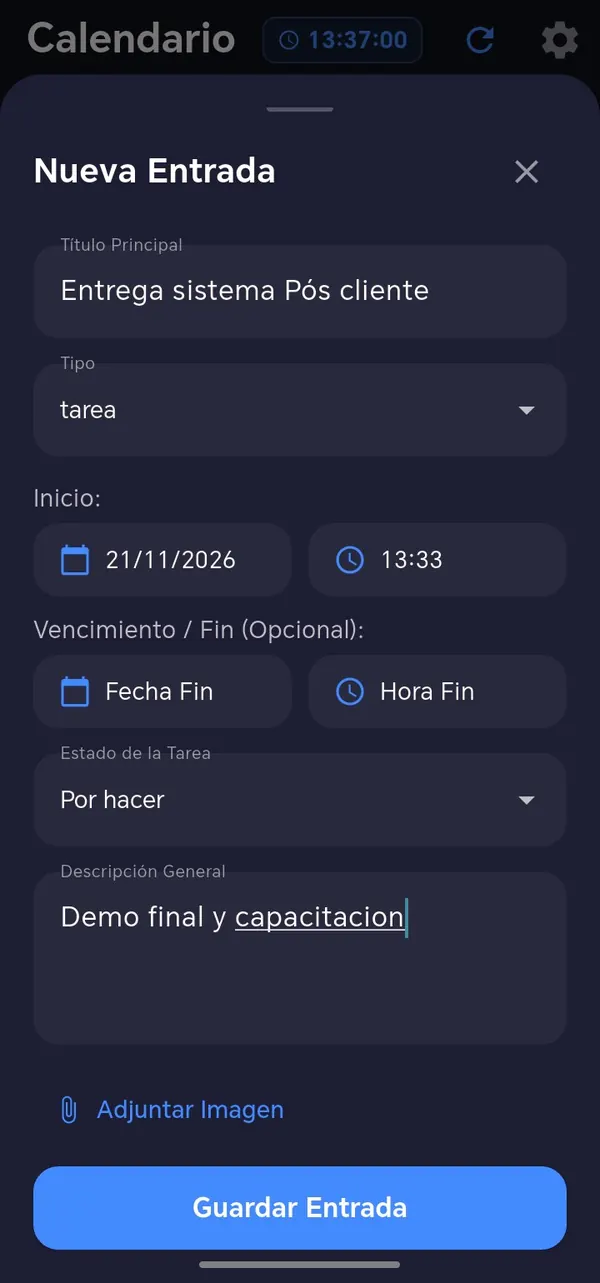 Calendario 13:37:00
Nueva Entrada
Título Principal
Entrega sistema Pós cliente
Tipo
tarea
Inicio:
21/11/2026 13:33
Vencimiento / Fin (Opcional):
Fecha Fin Hora Fin
Estado de la Tarea
Por hacer
Descripción General
Demo final y capacitacion
Adjuntar Imagen
Guardar Entrada